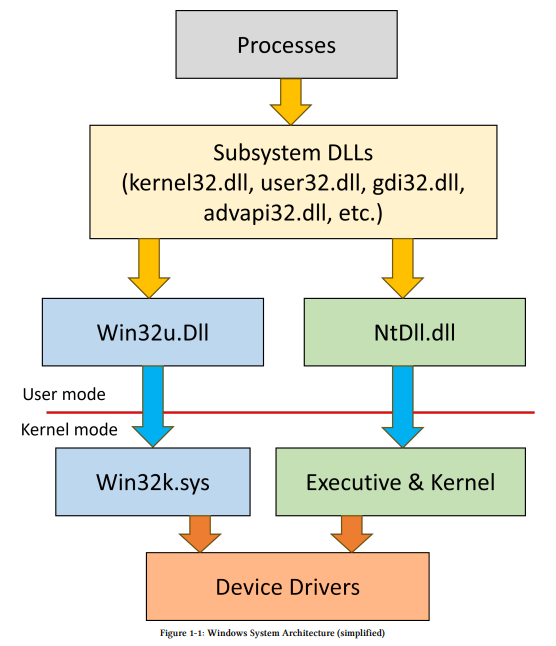 Processes
Subsystem DLLs
(kernel32.dll, user32.dll, gdi32.dll,
advapi32.dll, etc.)
Win32u.Dll
NtDll.dll
User mode
Kernel mode
Win32k.sys
Executive & Kernel
Device Drivers
Figure 1-1: Windows System Architecture (simplified)